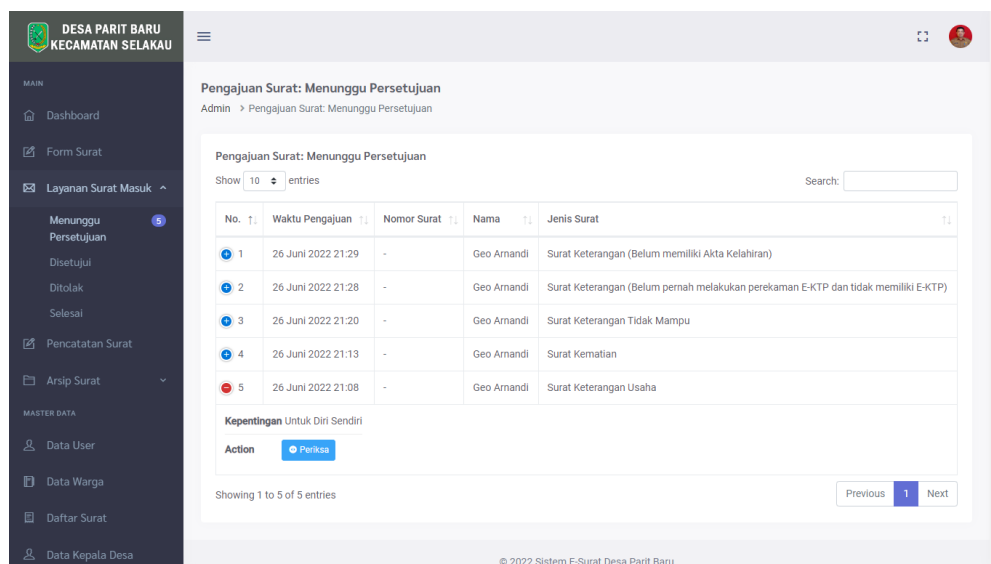 DESA PARIT BARU
KECAMATAN SELAKAU
MAIN
Dashboard
Form Surat
Layanan Surat Masuk
Menunggu Persetujuan 5
Disetujui
Ditolak
Selesai
Pencatatan Surat
Arsip Surat
MASTER DATA
Data User
Data Warga
Daftar Surat
Data Kepala Desa
Pengajuan Surat: Menunggu Persetujuan
Admin > Pengajuan Surat: Menunggu Persetujuan
Pengajuan Surat: Menunggu Persetujuan
Show 10 entries Search:
No. Waktu Pengajuan Nomor Surat Nama Jenis Surat
1 26 Juni 2022 21:29 - Geo Arnandi Surat Keterangan (Belum memiliki Akta Kelahiran)
2 26 Juni 2022 21:28 - Geo Arnandi Surat Keterangan (Belum pernah melakukan perekaman E-KTP dan tidak memiliki E-KTP)
3 26 Juni 2022 21:20 - Geo Arnandi Surat Keterangan Tidak Mampu
4 26 Juni 2022 21:13 - Geo Arnandi Surat Kematian
5 26 Juni 2022 21:08 - Geo Arnandi Surat Keterangan Usaha
Kepentingan Untuk Diri Sendiri
Action Periksa
Showing 1 to 5 of 5 entries Previous 1 Next
© 2022 Sistem E-Surat Desa Parit Baru